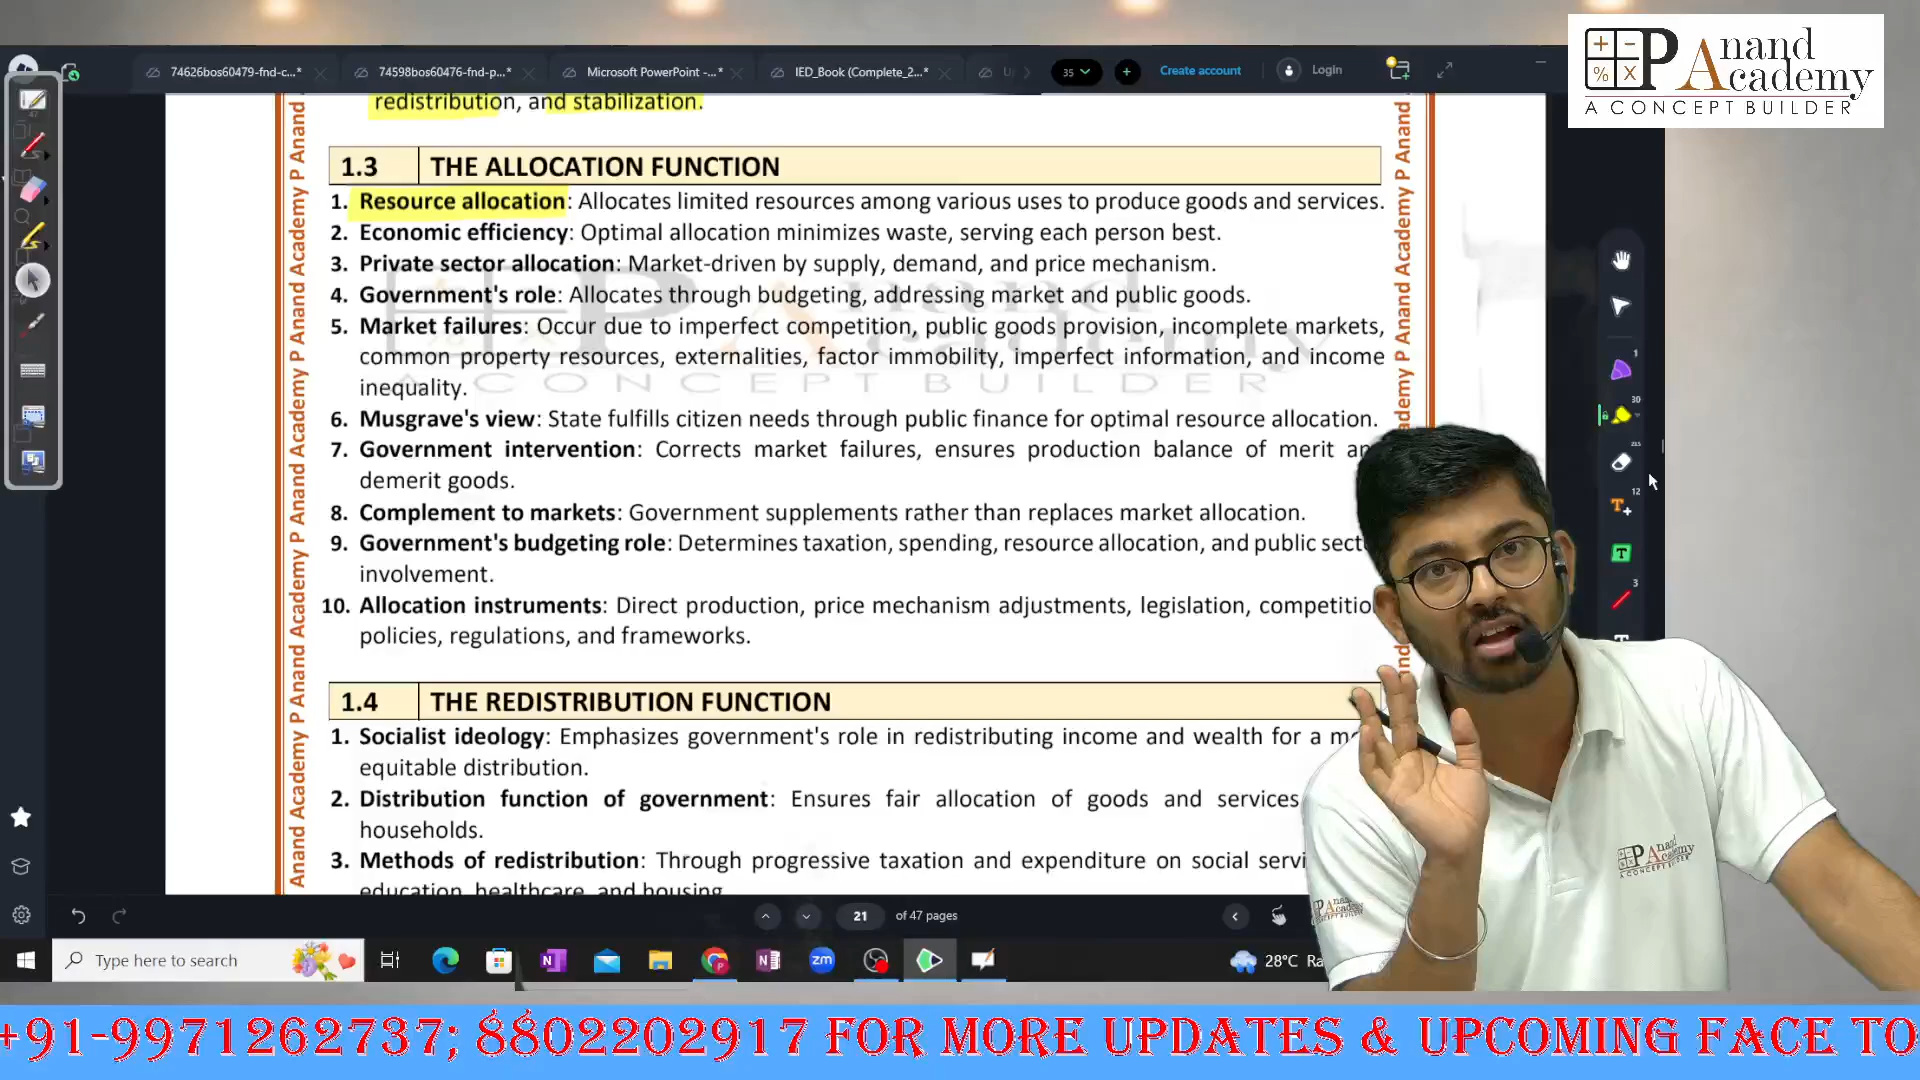 P Anand
Academy
A CONCEPT BUILDER
74626bos60479-fnd-c...*
74598bos60476-fnd-p...*
Microsoft PowerPoint -...*
IED_Book (Complete_2...*
35
Create account
Login
redistribution, and stabilization.
1.3 THE ALLOCATION FUNCTION
1. Resource allocation: Allocates limited resources among various uses to produce goods and services.
2. Economic efficiency: Optimal allocation minimizes waste, serving each person best.
3. Private sector allocation: Market-driven by supply, demand, and price mechanism.
4. Government's role: Allocates through budgeting, addressing market and public goods.
5. Market failures: Occur due to imperfect competition, public goods provision, incomplete markets,
common property resources, externalities, factor immobility, imperfect information, and income
inequality.
6. Musgrave's view: State fulfills citizen needs through public finance for optimal resource allocation.
7. Government intervention: Corrects market failures, ensures production balance of merit an
demerit goods.
8. Complement to markets: Government supplements rather than replaces market allocation.
9. Government's budgeting role: Determines taxation, spending, resource allocation, and public sect
involvement.
10. Allocation instruments: Direct production, price mechanism adjustments, legislation, competitio
policies, regulations, and frameworks.
1.4 THE REDISTRIBUTION FUNCTION
1. Socialist ideology: Emphasizes government's role in redistributing income and wealth for a mo
equitable distribution.
2. Distribution function of government: Ensures fair allocation of goods and services
households.
3. Methods of redistribution: Through progressive taxation and expenditure on social servi
education, healthcare, and housing.
Anand Academy P Anand Academy P Anand Academy P Anand Academy P Anand
A CONCEPT BUILDER
21 of 47 pages
Type here to search
zm
28°C Ra
P Anand
Academy
+91-9971262737; 8802202917 FOR MORE UPDATES & UPCOMING FACE TO